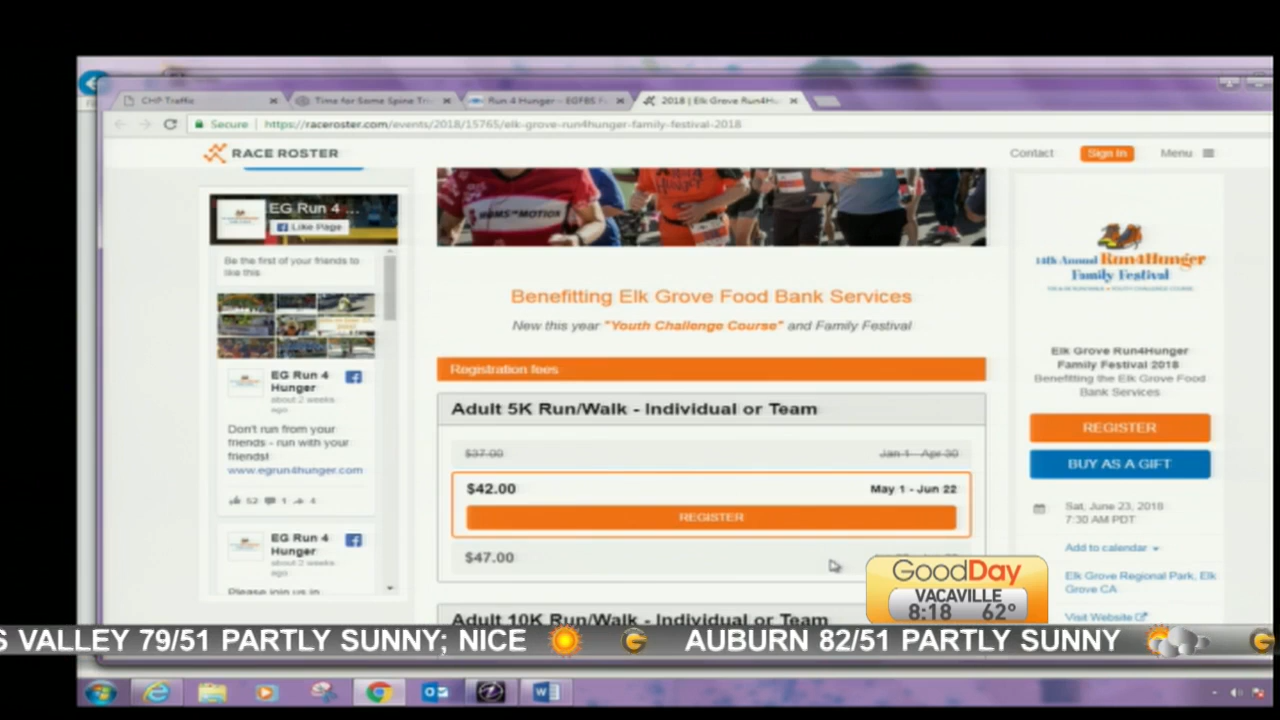 CHP Traffic
Time for Some Spine Tri
Run 4 Hunger - EGFBS F
2018 | Elk Grove Run4Hu
Secure
https://raceroster.com/events/2018/15765/elk-grove-run4hunger-family-festival-2018
RACE ROSTER
Contact
Sign In
Menu
EG Run 4 ...
Like Page
Be the first of your friends to
like this
EG Run 4
Hunger
about 2 weeks
ago
Don't run from your
friends - run with your
friends!
www.egrun4hunger.com
52 1 4
EG Run 4
Hunger
about 2 weeks
ago
Please join us in
Benefitting Elk Grove Food Bank Services
New this year "Youth Challenge Course" and Family Festival
Registration fees
Adult 5K Run/Walk - Individual or Team
$37.00
Jan 1 - Apr 30
$42.00
May 1 - Jun 22
REGISTER
$47.00
Adult 10K Run/Walk - Individual or Team
14th Annual Run4Hunger
Family Festival
Elk Grove Run4Hunger
Family Festival 2018
Benefitting the Elk Grove Food
Bank Services
REGISTER
BUY AS A GIFT
Sat, June 23, 2018
7:30 AM PDT
Add to calendar
Elk Grove Regional Park, Elk
Grove CA
Visit Website
GoodDay
VACAVILLE
8:18 62°
S VALLEY 79/51 PARTLY SUNNY; NICE
AUBURN 82/51 PARTLY SUNNY